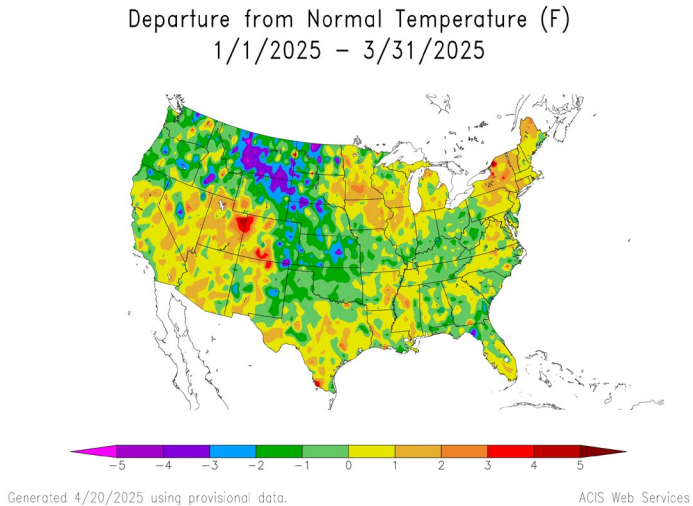 Departure from Normal Temperature (F)
1/1/2025 – 3/31/2025
-5 -4 -3 -2 -1 0 1 2 3 4 5
Generated 4/20/2025 using provisional data.
ACIS Web Services